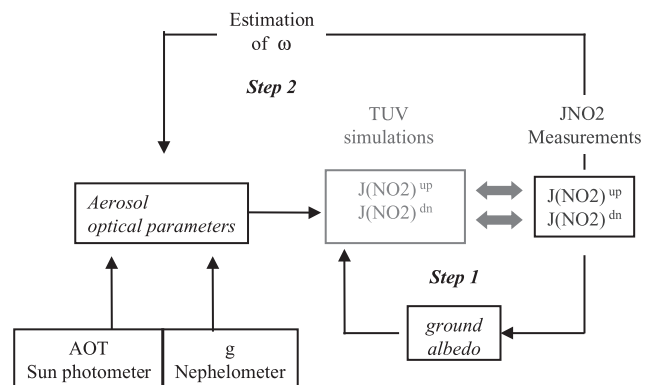 Estimation
of ω
Step 2
TUV
simulations
JNO2
Measurements
Aerosol
optical parameters
J(NO2) up
J(NO2) dn
J(NO2) up
J(NO2) dn
Step 1
ground
albedo
AOT
Sun photometer
g
Nephelometer